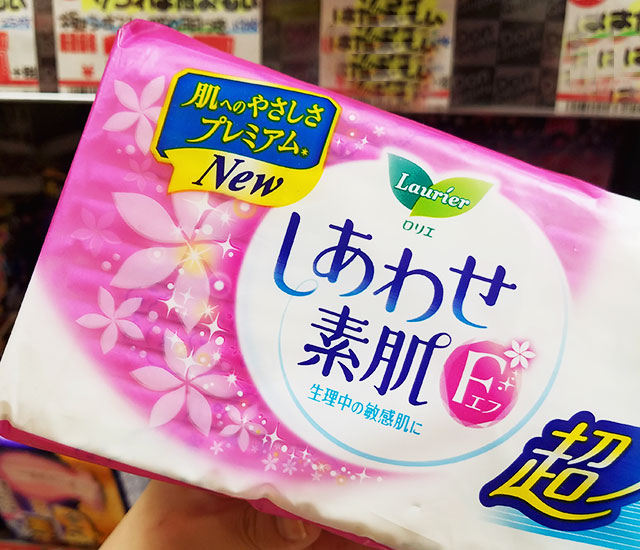 肌へのやさしさ
プレミアム*
New
Laurier
ロリエ
しあわせ
素肌
F+
エフ
生理中の敏感肌に
超